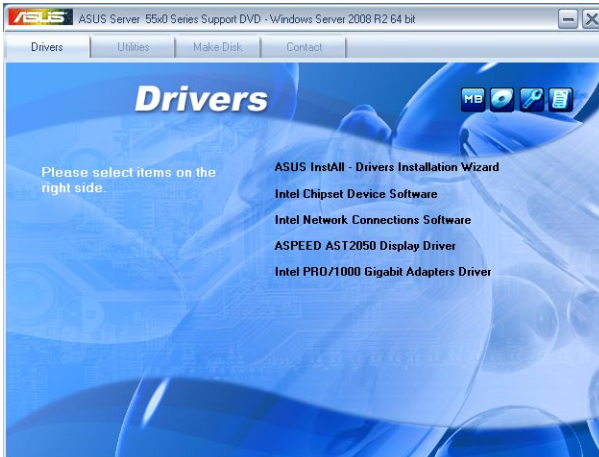 ASUS ASUS Server 55x0 Series Support DVD - Windows Server 2008 R2 64 bit
Drivers Utilities Make Disk Contact
Drivers
MB
Please select items on the
right side.
ASUS InstAll - Drivers Installation Wizard
Intel Chipset Device Software
Intel Network Connections Software
ASPEED AST2050 Display Driver
Intel PRO/1000 Gigabit Adapters Driver